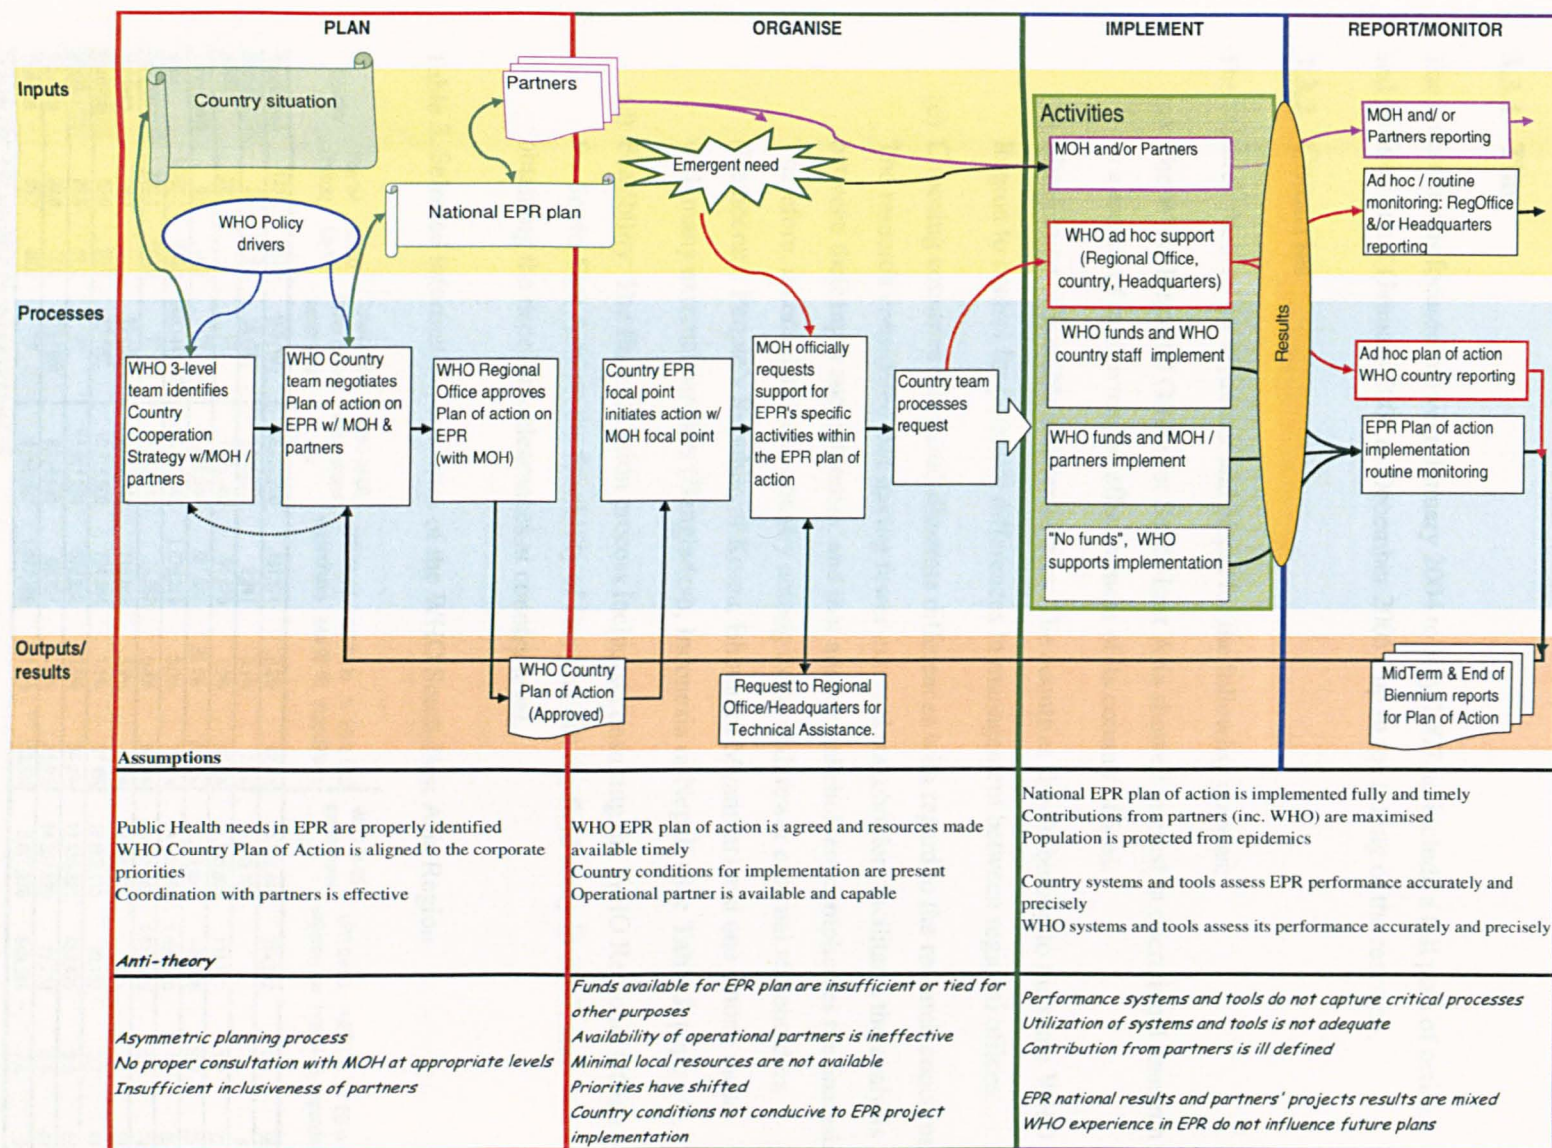 PLAN
ORGANISE
IMPLEMENT
REPORT/MONITOR
Inputs
Country situation
Partners
Emergent need
WHO Policy
drivers
National EPR plan
Activities
MOH and/or Partners
MOH and/ or
Partners reporting
Ad hoc / routine
monitoring: RegOffice
&/or Headquarters
reporting
WHO ad hoc support
(Regional Office,
country, Headquarters)
Processes
WHO 3-level
team identifies
Country
Cooperation
Strategy w/MOH /
partners
WHO Country
team negotiates
Plan of action on
EPR w/ MOH &
partners
WHO Regional
Office approves
Plan of action on
EPR
(with MOH)
Country EPR
focal point
initiates action w/
MOH focal point
MOH officially
requests
support for
EPR's specific
activities within
the EPR plan of
action
Country team
processes
request
WHO funds and WHO
country staff implement
WHO funds and MOH /
partners implement
"No funds", WHO
supports implementation
Results
Ad hoc plan of action
WHO country reporting
EPR Plan of action
implementation
routine monitoring
Outputs/
results
WHO Country
Plan of Action
(Approved)
Request to Regional
Office/Headquarters for
Technical Assistance.
MidTerm & End of
Biennium reports
for Plan of Action
Assumptions
Public Health needs in EPR are properly identified
WHO Country Plan of Action is aligned to the corporate
priorities
Coordination with partners is effective
WHO EPR plan of action is agreed and resources made
available timely
Country conditions for implementation are present
Operational partner is available and capable
National EPR plan of action is implemented fully and timely
Contributions from partners (inc. WHO) are maximised
Population is protected from epidemics
Country systems and tools assess EPR performance accurately and
precisely
WHO systems and tools assess its performance accurately and precisely
Anti-theory
Asymmetric planning process
No proper consultation with MOH at appropriate levels
Insufficient inclusiveness of partners
Funds available for EPR plan are insufficient or tied for
other purposes
Availability of operational partners is ineffective
Minimal local resources are not available
Priorities have shifted
Country conditions not conducive to EPR project
implementation
Performance systems and tools do not capture critical processes
Utilization of systems and tools is not adequate
Contribution from partners is ill defined
EPR national results and partners' projects results are mixed
WHO experience in EPR do not influence future plans